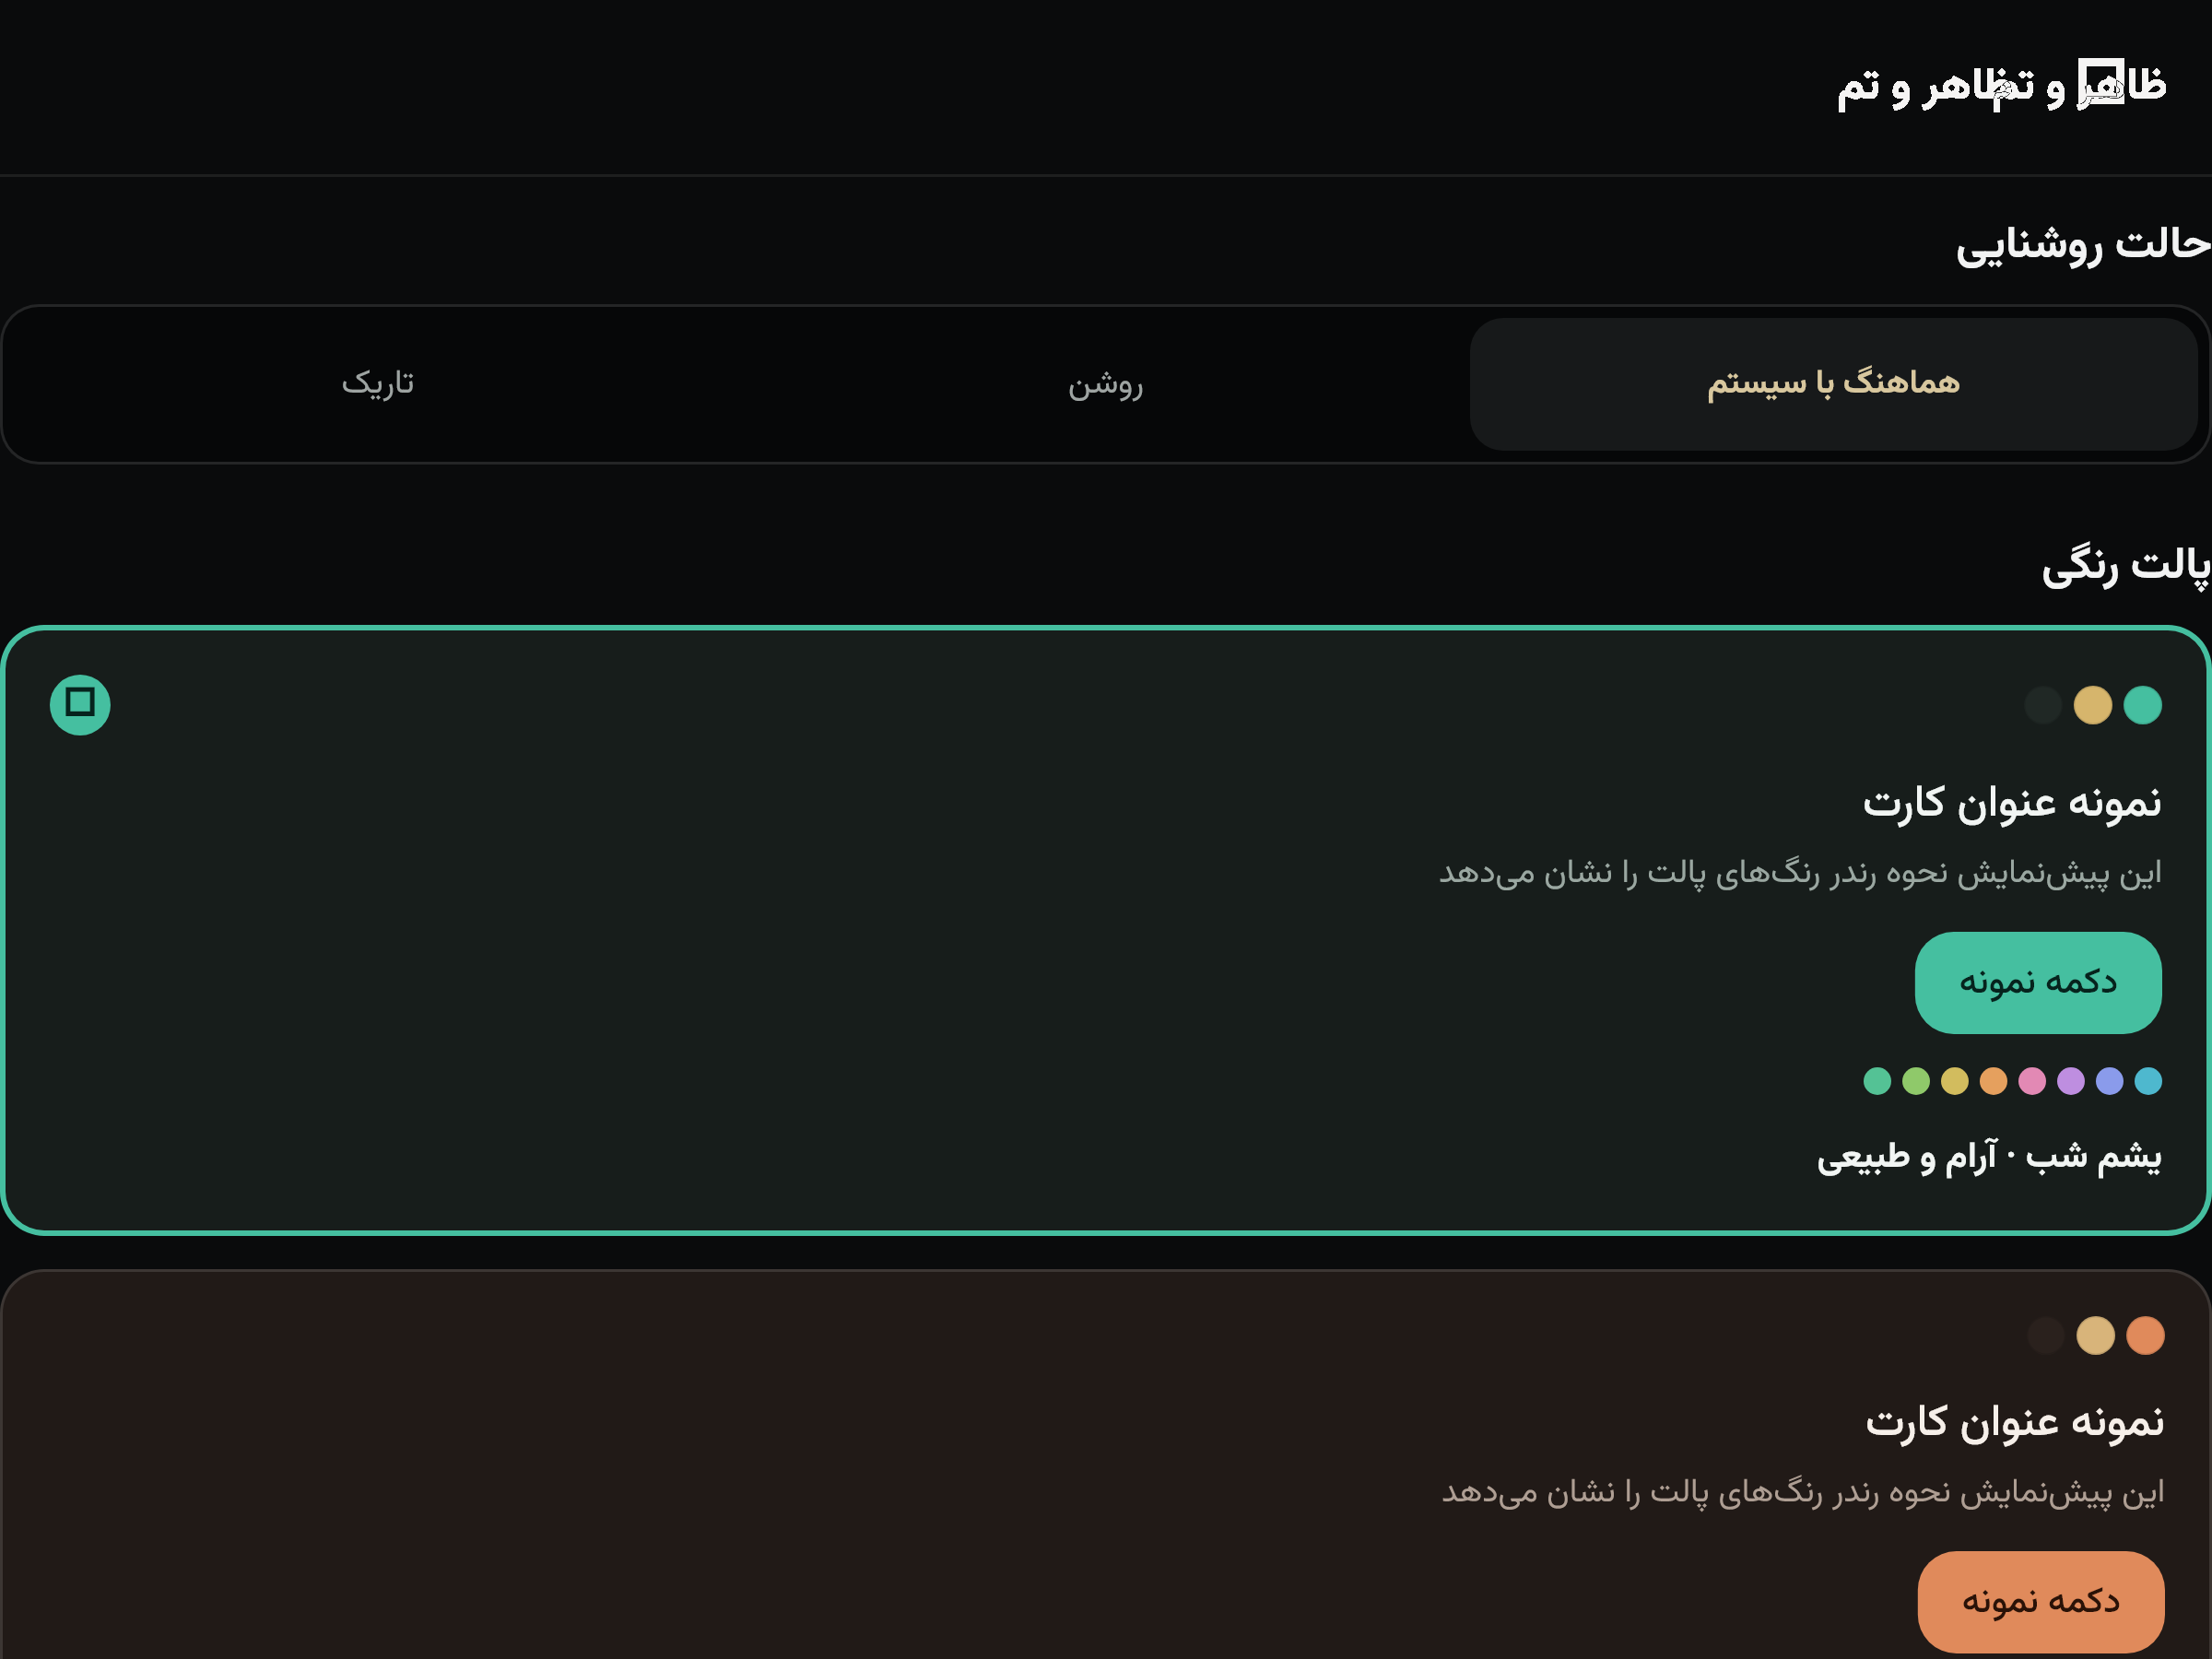 ظاهر و تم
ظاهر و تم
حالت روشنایی
هماهنگ با سیستم
روشن
تاریک
پالت رنگی
نمونه عنوان کارت
این پیش‌نمایش نحوه رندر رنگ‌های پالت را نشان می‌دهد
دکمه نمونه
یشم شب · آرام و طبیعی
نمونه عنوان کارت
این پیش‌نمایش نحوه رندر رنگ‌های پالت را نشان می‌دهد
دکمه نمونه